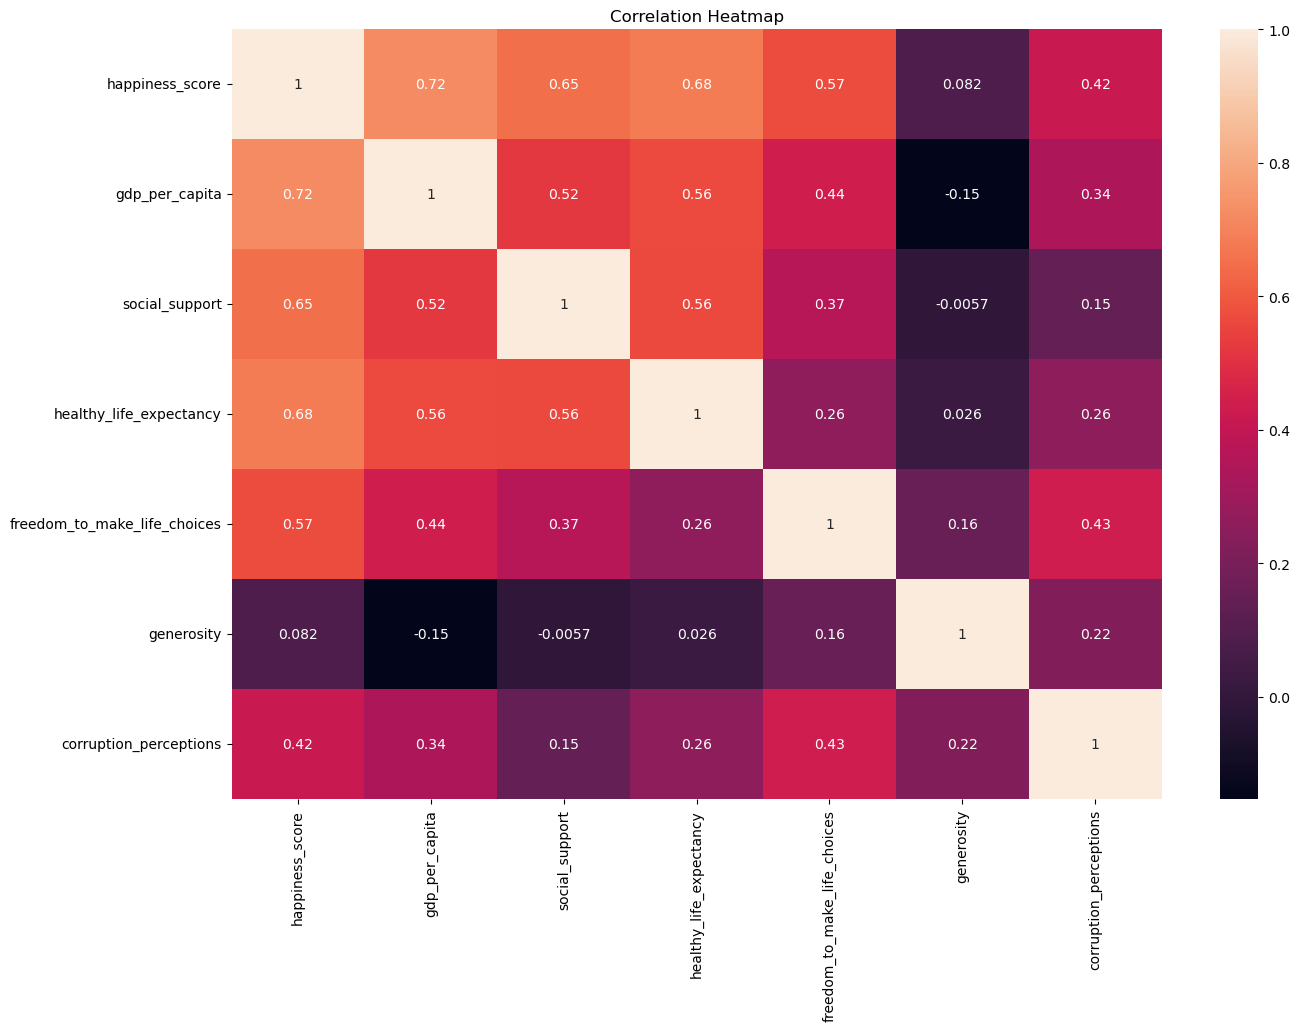 Correlation Heatmap
happiness_score 1 0.72 0.65 0.68 0.57 0.082 0.42
gdp_per_capita 0.72 1 0.52 0.56 0.44 -0.15 0.34
social_support 0.65 0.52 1 0.56 0.37 -0.0057 0.15
healthy_life_expectancy 0.68 0.56 0.56 1 0.26 0.026 0.26
freedom_to_make_life_choices 0.57 0.44 0.37 0.26 1 0.16 0.43
generosity 0.082 -0.15 -0.0057 0.026 0.16 1 0.22
corruption_perceptions 0.42 0.34 0.15 0.26 0.43 0.22 1
happiness_score
gdp_per_capita
social_support
healthy_life_expectancy
freedom_to_make_life_choices
generosity
corruption_perceptions
1.0
0.8
0.6
0.4
0.2
0.0